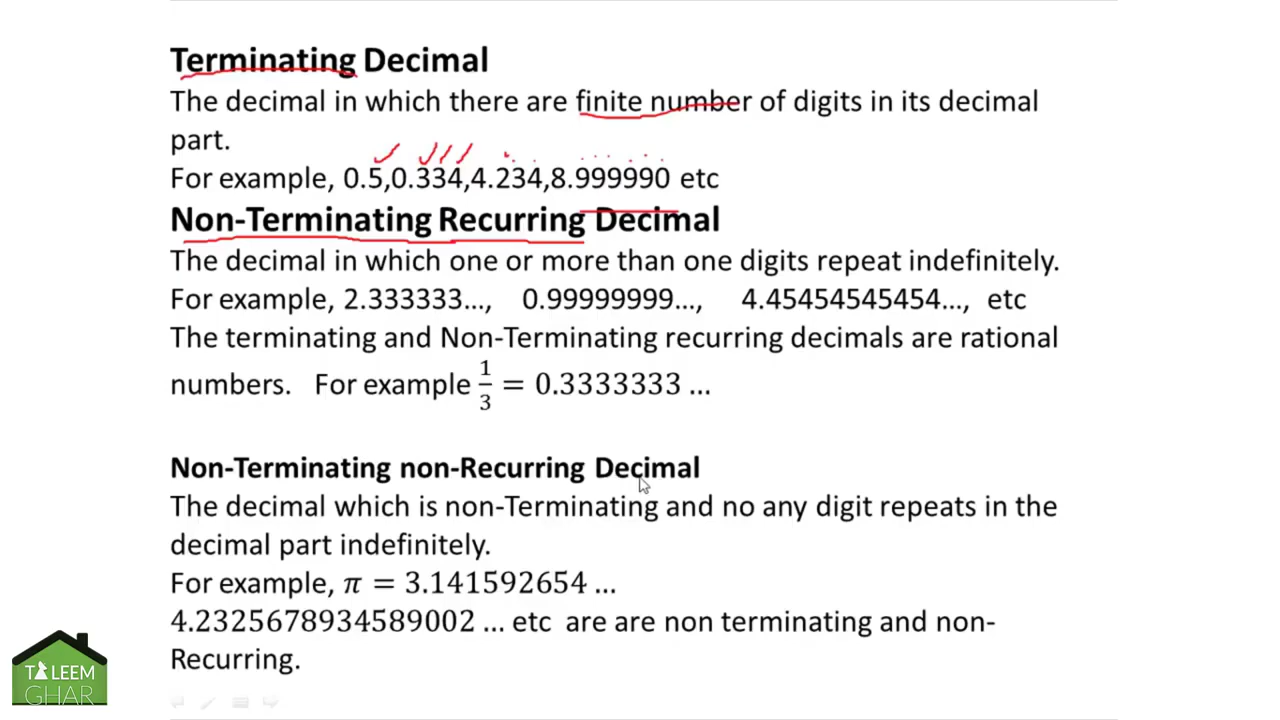 Terminating Decimal
The decimal in which there are finite number of digits in its decimal
part.
For example, 0.5,0.334,4.234,8.999990 etc
Non-Terminating Recurring Decimal
The decimal in which one or more than one digits repeat indefinitely.
For example, 2.333333..., 0.99999999..., 4.45454545454..., etc
The terminating and Non-Terminating recurring decimals are rational
numbers. For example 1/3 = 0.3333333 ...
Non-Terminating non-Recurring Decimal
The decimal which is non-Terminating and no any digit repeats in the
decimal part indefinitely.
For example, π = 3.141592654 ...
4.2325678934589002 ... etc are are non terminating and non-
Recurring.
TALEEM
GHAR